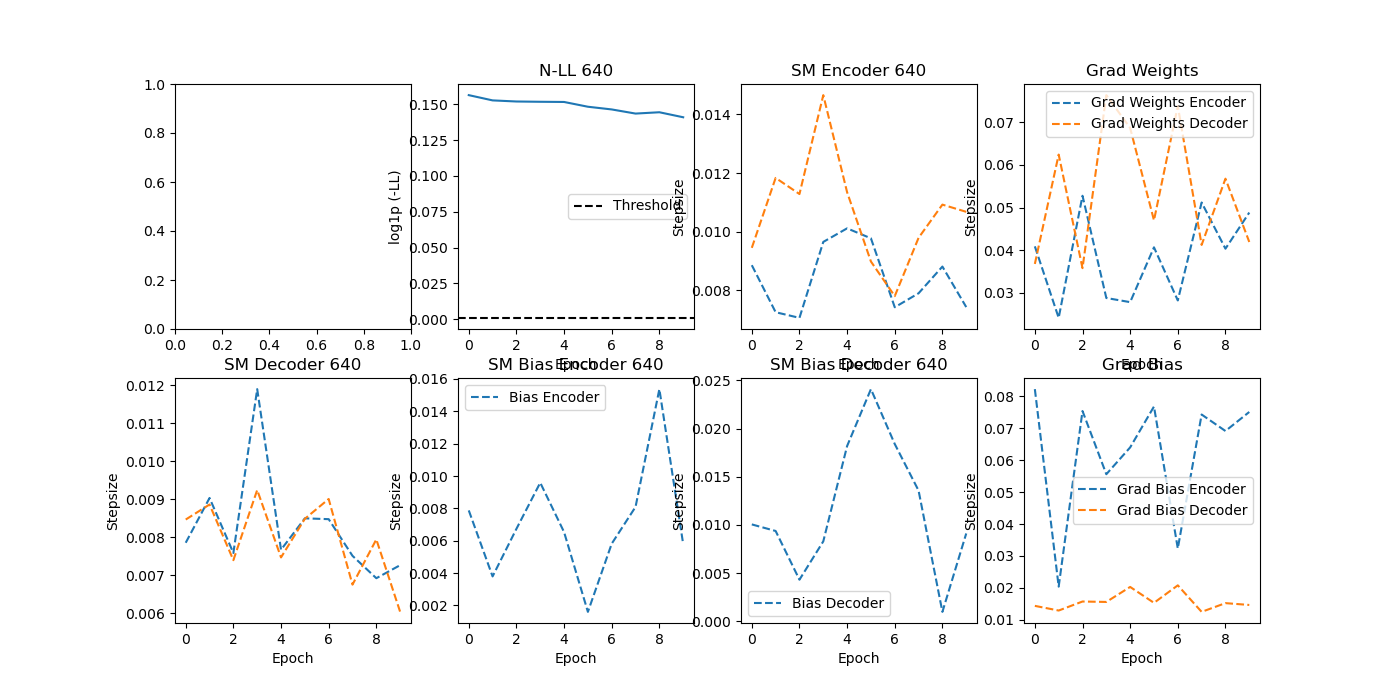 N-LL 640
SM Encoder 640
Grad Weights
1.0
0.8
0.6
0.4
0.2
0.0
0.0 0.2 0.4 0.6 0.8 1.0
log1p (-LL)
0.150
0.125
0.100
0.075
0.050
0.025
0.000
Threshold
0 2 4 6 8
Epoch
Stepsize
0.014
0.012
0.010
0.008
0 2 4 6 8
Epoch
Stepsize
0.07
0.06
0.05
0.04
0.03
Grad Weights Encoder
Grad Weights Decoder
0 2 4 6 8
Epoch
SM Decoder 640
Stepsize
0.012
0.011
0.010
0.009
0.008
0.007
0.006
0 2 4 6 8
Epoch
SM Bias Encoder 640
Stepsize
0.016
0.014
0.012
0.010
0.008
0.006
0.004
0.002
Bias Encoder
0 2 4 6 8
Epoch
SM Bias Decoder 640
Stepsize
0.025
0.020
0.015
0.010
0.005
0.000
Bias Decoder
0 2 4 6 8
Epoch
Grad Bias
Stepsize
0.08
0.07
0.06
0.05
0.04
0.03
0.02
0.01
Grad Bias Encoder
Grad Bias Decoder
0 2 4 6 8
Epoch